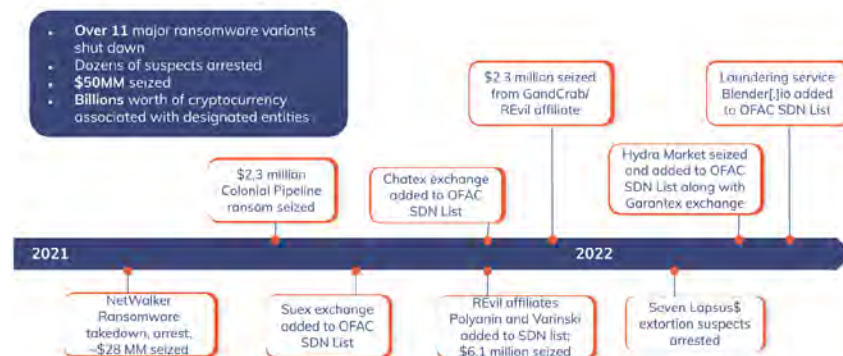 Over 11 major ransomware variants
shut down
Dozens of suspects arrested
$50MM seized
Billions worth of cryptocurrency
associated with designated entities
$2.3 million
Colonial Pipeline
ransom seized
Chatex exchange
added to OFAC
SDN List
$2.3 million seized
from GandCrab/
REvil affiliate
Hydra Market seized
and added to OFAC
SDN List along with
Garantex exchange
Laundering service
Blender[.]io added
to OFAC SDN List
2021
2022
NetWalker
Ransomware
takedown, arrest,
~$28 MM seized
Suex exchange
added to OFAC
SDN List
REvil affiliates
Polyanin and Varinski
added to SDN list;
$6.1 million seized
Seven Lapsus$
extortion suspects
arrested